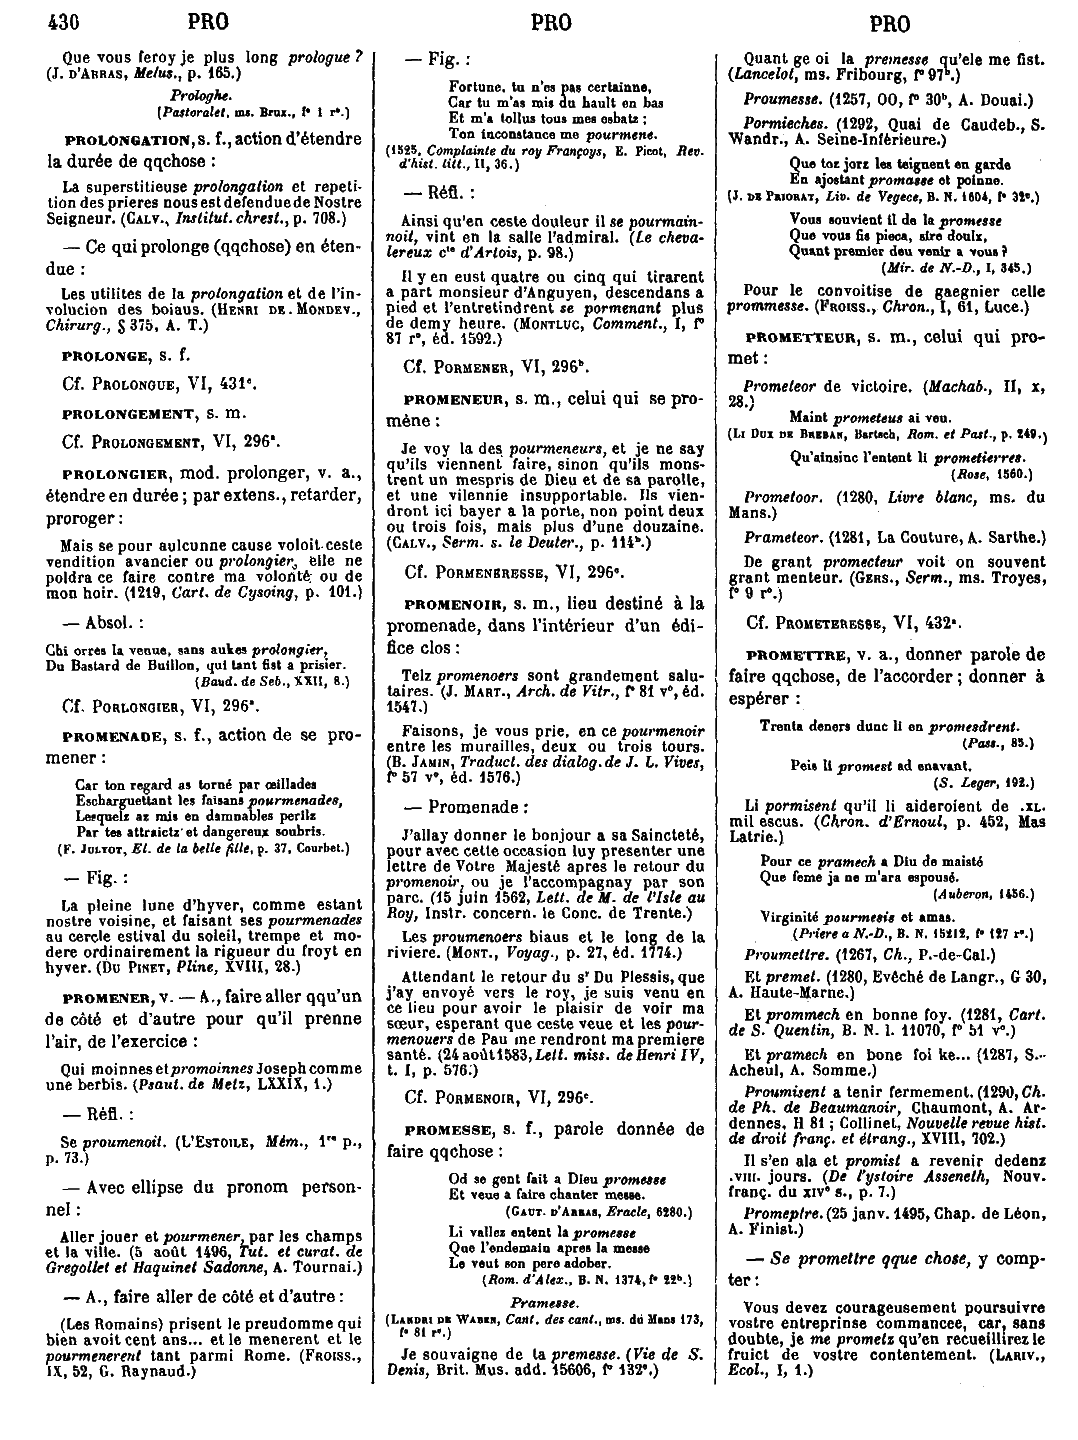 430 PRO PRO PRO
Que vous feroy je plus long prologue ?
(J. D'ARRAS, Melus., p. 165.)
Prologhe.
(Pastoralet, ms. Brux., f° 1 r°.)
PROLONGATION, s. f., action d'étendre
la durée de qqchose :
La superstitieuse prolongation et repeti-
tion des prieres nous est defendue de Nostre
Seigneur. (CALV., Institut. chrest., p. 708.)
— Ce qui prolonge (qqchose) en éten-
due :
Les utilites de la prolongation et de l'in-
volucion des boiaus. (HENRI DE MONDEV.,
Chirurg., § 375, A. T.)
PROLONGE, s. f.
Cf. PROLONGUE, VI, 431ᶜ.
PROLONGEMENT, s. m.
Cf. PROLONGEMENT, VI, 296ᵃ.
PROLONGIER, mod. prolonger, v. a.,
étendre en durée ; par extens., retarder,
proroger :
Mais se pour aulcunne cause voloit ceste
vendition avancier ou prolongier, elle ne
poldra ce faire contre ma volonté ou de
mon hoir. (1219, Cart. de Cysoing, p. 101.)
— Absol. :
Chi orres la venue, sans aukes prolongier,
Du Bastard de Buillon, qui tant fist a prisier.
(Baud. de Seb., XXII, 8.)
Cf. PORLONGIER, VI, 296ᵃ.
PROMENADE, s. f., action de se pro-
mener :
Car ton regard as torné par œillades
Escharguettant les faisans pourmenades,
Lesquelz az mis en damnables perilz
Par tes attraictz et dangereux soubris.
(F. JULYOT, El. de la belle fille, p. 37, Courbet.)
— Fig. :
La pleine lune d'hyver, comme estant
nostre voisine, et faisant ses pourmenades
au cercle estival du soleil, trempe et mo-
dere ordinairement la rigueur du froyt en
hyver. (DU PINET, Pline, XVIII, 28.)
PROMENER, v. — A., faire aller qqu'un
de côté et d'autre pour qu'il prenne
l'air, de l'exercice :
Qui moinnes et promoinnes Joseph comme
une berbis. (Psaut. de Metz, LXXIX, 1.)
— Réfl. :
Se proumenoit. (L'ESTOILE, Mém., 1ʳᵉ p.,
p. 73.)
— Avec ellipse du pronom person-
nel :
Aller jouer et pourmener, par les champs
et la ville. (5 août 1496, Tut. et curat. de
Gregollet et Haquinet Sadonne, A. Tournai.)
— A., faire aller de côté et d'autre :
(Les Romains) prisent le preudomme qui
bien avoit cent ans... et le menerent et le
pourmenerent tant parmi Rome. (FROISS.,
IX, 52, G. Raynaud.)
— Fig. :
Fortune, tu n'es pas certainne,
Car tu m'as mis du hault en bas
Et m'a tollus tous mes esbatz ;
Ton inconstance me pourmene.
(1525, Complainte du roy Françoys, E. Picot, Rev.
d'hist. litt., II, 36.)
— Réfl. :
Ainsi qu'en ceste douleur il se pourmain-
noit, vint en la salle l'admiral. (Le cheva-
lereux cᵗᵉ d'Artois, p. 98.)
Il y en eust quatre ou cinq qui tirarent
a part monsieur d'Anguyen, descendans a
pied et l'entretindrent se pormenant plus
de demy heure. (MONTLUC, Comment., I, f°
87 r°, éd. 1592.)
Cf. PORMENER, VI, 296ᵇ.
PROMENEUR, s. m., celui qui se pro-
mène :
Je voy la des pourmeneurs, et je ne say
qu'ils viennent faire, sinon qu'ils mons-
trent un mespris de Dieu et de sa parolle,
et une vilennie insupportable. Ils vien-
dront ici bayer a la porte, non point deux
ou trois fois, mais plus d'une douzaine.
(CALV., Serm. s. le Deuter., p. 114ᵇ.)
Cf. PORMENERESSE, VI, 296ᶜ.
PROMENOIR, s. m., lieu destiné à la
promenade, dans l'intérieur d'un édi-
fice clos :
Telz promenoers sont grandement salu-
taires. (J. MART., Arch. de Vitr., f° 81 v°, éd.
1547.)
Faisons, je vous prie, en ce pourmenoir
entre les murailles, deux ou trois tours.
(B. JAMIN, Traduct. des dialog. de J. L. Vives,
f° 57 v°, éd. 1576.)
— Promenade :
J'allay donner le bonjour a sa Saincteté,
pour avec cette occasion luy presenter une
lettre de Votre Majesté apres le retour du
promenoir, ou je l'accompagnay par son
parc. (15 juin 1562, Lett. de M. de l'Isle au
Roy, Instr. concern. le Conc. de Trente.)
Les proumenoers biaus et le long de la
riviere. (MONT., Voyag., p. 27, éd. 1774.)
Attendant le retour du sʳ Du Plessis, que
j'ay envoyé vers le roy, je suis venu en
ce lieu pour avoir le plaisir de voir ma
sœur, esperant que ceste veue et les pour-
menouers de Pau me rendront ma premiere
santé. (24 août 1583, Lett. miss. de Henri IV,
t. I, p. 576.)
Cf. PORMENOIR, VI, 296ᶜ.
PROMESSE, s. f., parole donnée de
faire qqchose :
Od se gent fait a Dieu promesse
Et veue a faire chanter messe.
(GAUT. D'ARRAS, Eracle, 6280.)
Li vallez entent la promesse
Que l'endemain apres la messe
Le veut son pere adober.
(Rom. d'Alex., B. N. 1374, f° 22ᵇ.)
Pramesse.
(LANDRI DE WABEN, Cant. des cant., ms. du Mans 173,
f° 81 r°.)
Je souvaigne de ta premesse. (Vie de S.
Denis, Brit. Mus. add. 15606, f° 132ᵃ.)
Quant ge oi la premesse qu'ele me fist.
(Lancelot, ms. Fribourg, f° 97ᵇ.)
Proumesse. (1257, OO, f° 30ᵇ, A. Douai.)
Pormieches. (1292, Quai de Caudeb., S.
Wandr., A. Seine-Inférieure.)
Que toz jorz les teignent en garde
En ajostant promasse et poinne.
(J. DE PRIORAT, Liv. de Vegece, B. N. 1604, f° 32ᵃ.)
Vous souvient il de la promesse
Que vous fis pieca, sire doulx,
Quant premier deu venir a vous ?
(Mir. de N.-D., I, 345.)
Pour le convoitise de gaegnier celle
prommesse. (FROISS., Chron., I, 61, Luce.)
PROMETTEUR, s. m., celui qui pro-
met :
Prometeor de victoire. (Machab., II, X,
28.)
Maint prometeus ai veu.
(LI DUX DE BREBAN, Bartsch, Rom. et Past., p. 249.)
Qu'ainsinc l'entent li prometierres.
(Rose, 1560.)
Prometoor. (1280, Livre blanc, ms. du
Mans.)
Prameteor. (1281, La Couture, A. Sarthe.)
De grant promecteur voit on souvent
grant menteur. (GERS., Serm., ms. Troyes,
f° 9 r°.)
Cf. PROMETERESSE, VI, 432ᵃ.
PROMETTRE, v. a., donner parole de
faire qqchose, de l'accorder ; donner à
espérer :
Trenta deners dunc li en promesdrent.
(Pass., 85.)
Peis li promest ad enavant.
(S. Leger, 192.)
Li pormisent qu'il li aideroient de .XL.
mil escus. (Chron. d'Ernoul, p. 452, Mas
Latrie.)
Pour ce pramech a Diu de maisté
Que feme ja ne m'ara espousé.
(Auberon, 1456.)
Virginité pourmesis et amas.
(Priere a N.-D., B. N. 15212, f° 127 r°.)
Proumettre. (1267, Ch., P.-de-Cal.)
Et premet. (1280, Evêché de Langr., G 30,
A. Haute-Marne.)
Et prommech en bonne foy. (1281, Cart.
de S. Quentin, B. N. l. 11070, f° 51 v°.)
Et pramech en bone foi ke... (1287, S.-
Acheul, A. Somme.)
Proumisent a tenir fermement. (1290, Ch.
de Ph. de Beaumanoir, Chaumont, A. Ar-
dennes, H 81 ; Collinet, Nouvelle revue hist.
de droit franç. et étrang., XVIII, 702.)
Il s'en ala et promist a revenir dedenz
.VIII. jours. (De l'ystoire Asseneth, Nouv.
franç. du XIVᵉ s., p. 7.)
Promeptre. (25 janv. 1495, Chap. de Léon,
A. Finist.)
— Se promettre qque chose, y comp-
ter :
Vous devez courageusement poursuivre
vostre entreprinse commancee, car, sans
doubte, je me prometz qu'en recueillirez le
fruict de vostre contentement. (LARIV.,
Ecol., I, 1.)